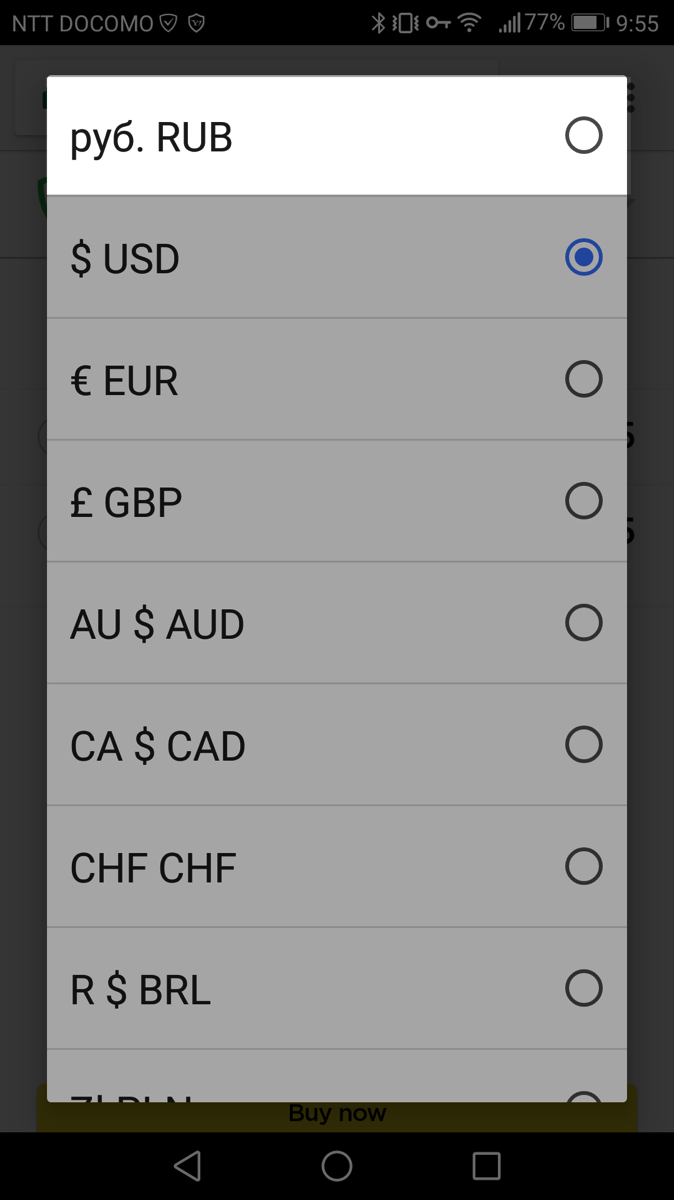 NTT DOCOMO 77% 9:55
руб. RUB
$ USD
€ EUR
£ GBP
AU $ AUD
CA $ CAD
CHF CHF
R $ BRL
Buy now